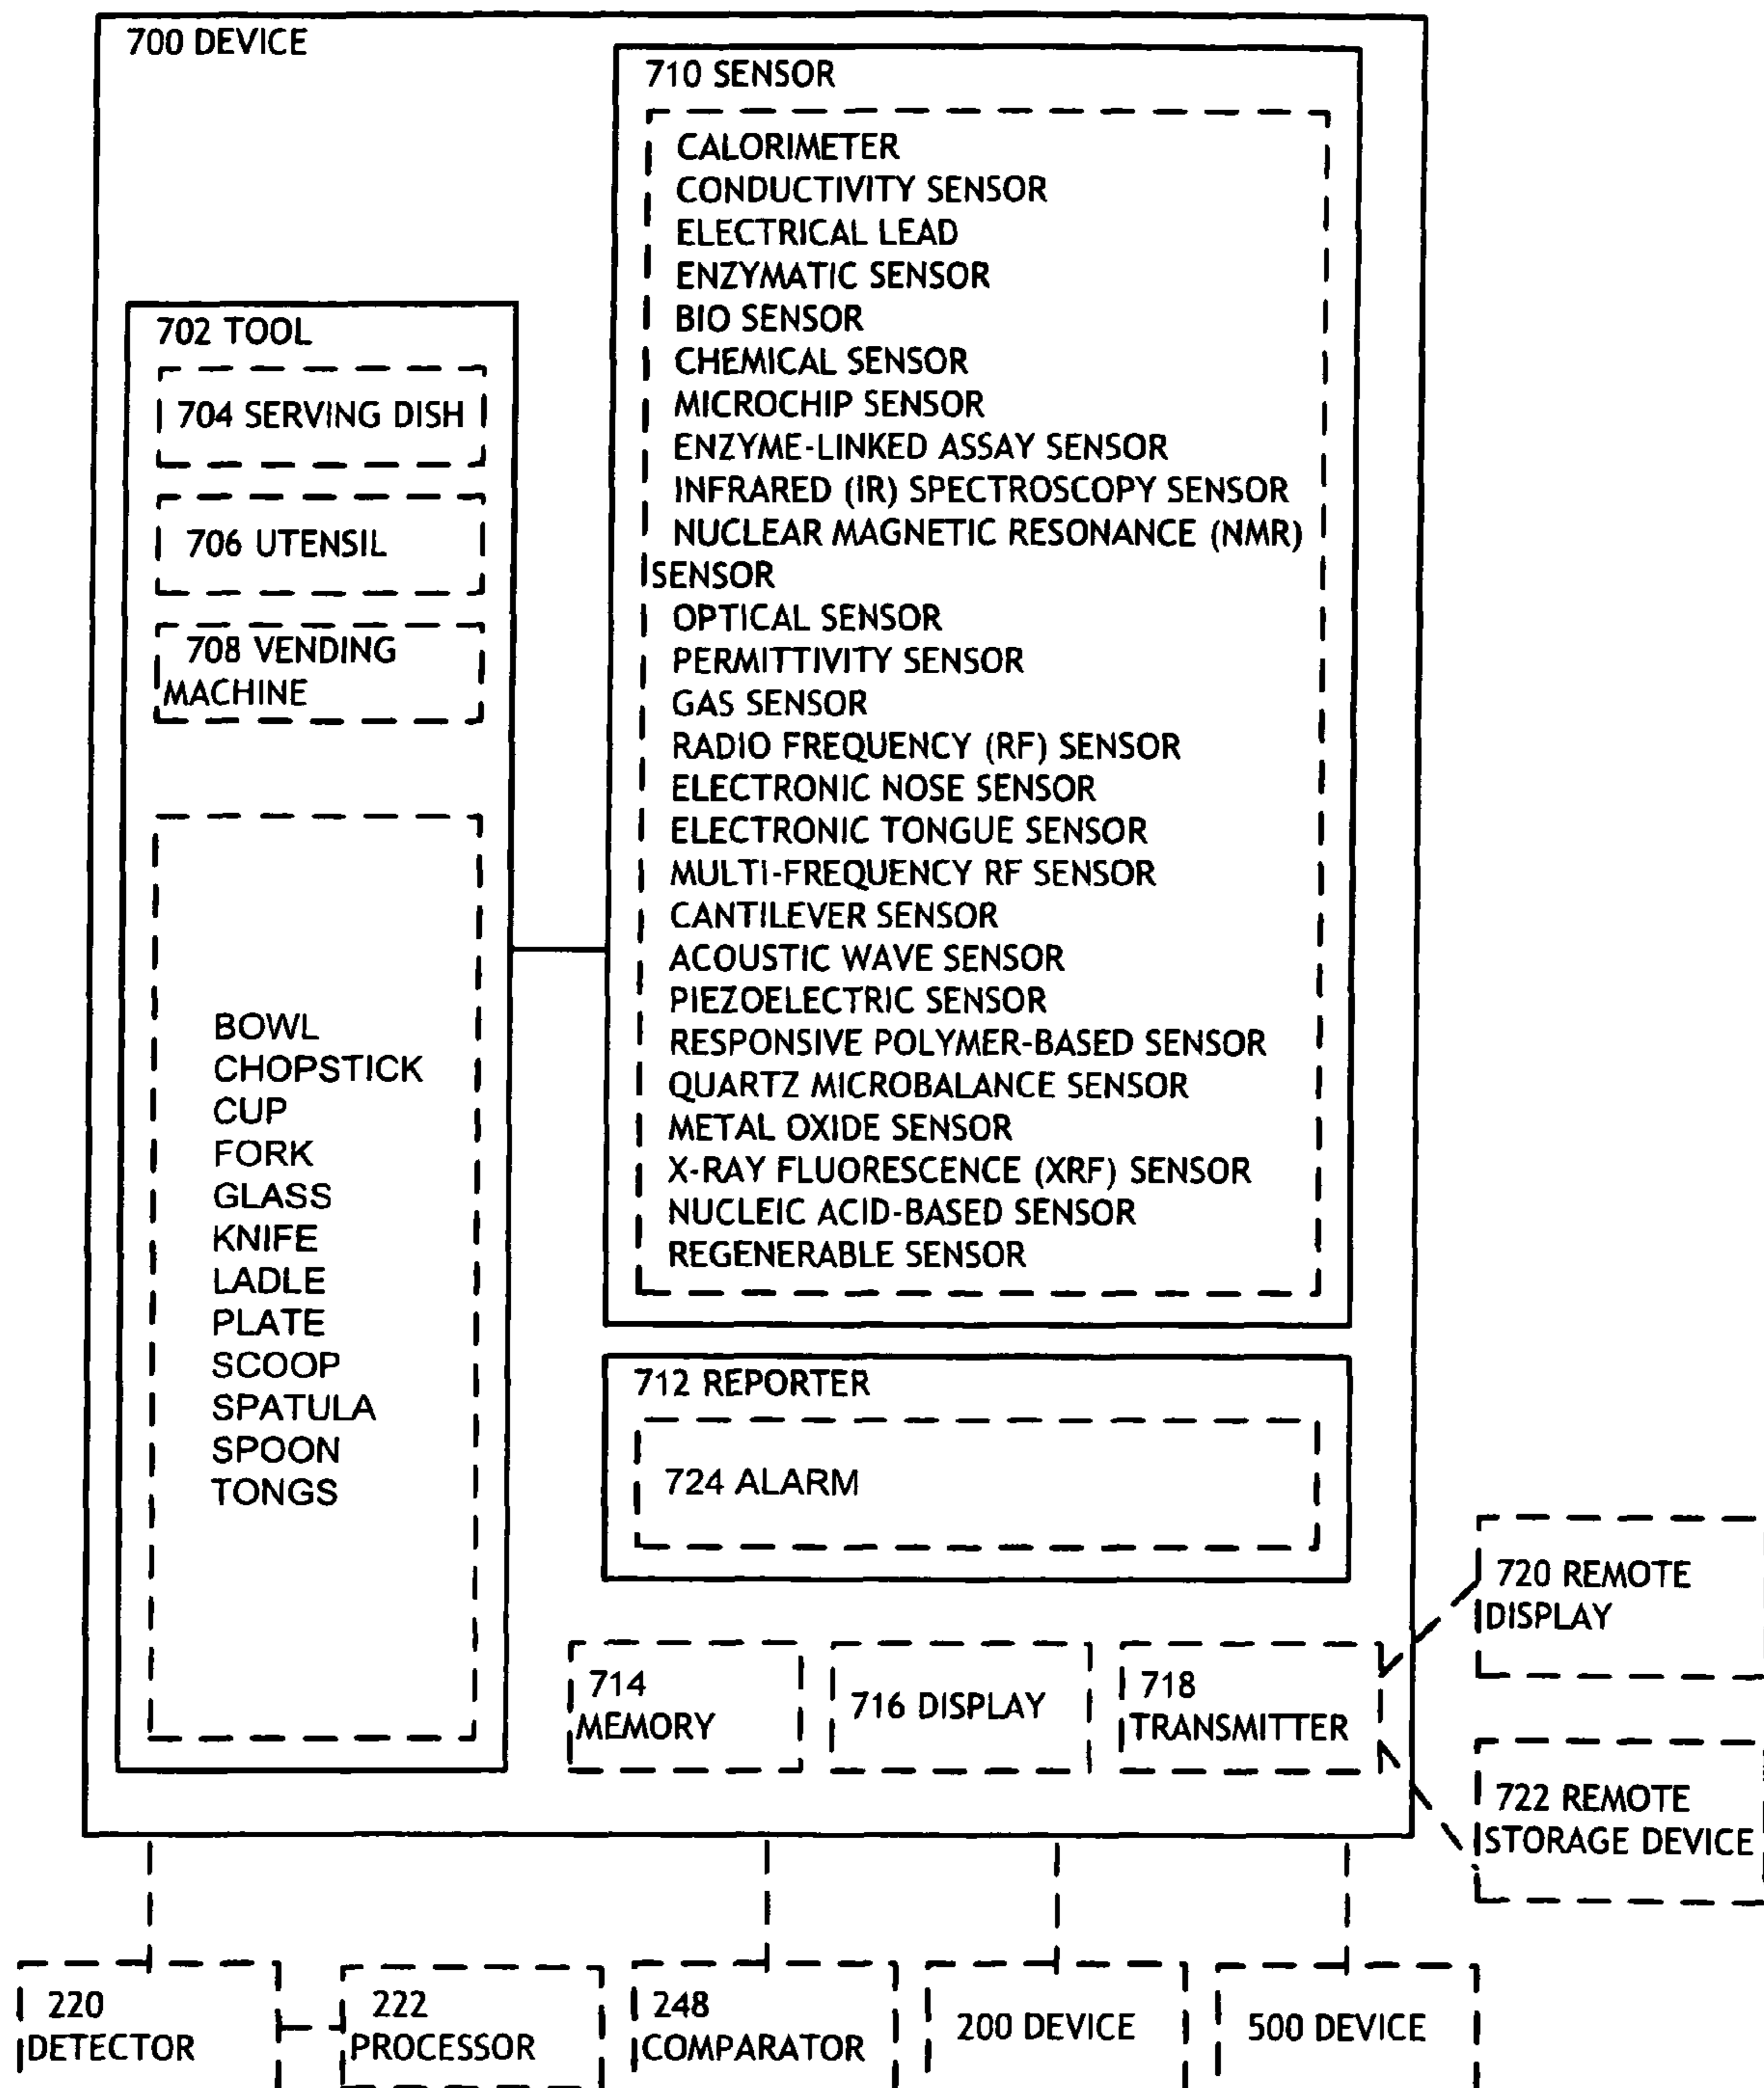 700 DEVICE
702 TOOL
704 SERVING DISH
706 UTENSIL
708 VENDING
MACHINE
BOWL
CHOPSTICK
CUP
FORK
GLASS
KNIFE
LADLE
PLATE
SCOOP
SPATULA
SPOON
TONGS
710 SENSOR
CALORIMETER
CONDUCTIVITY SENSOR
ELECTRICAL LEAD
ENZYMATIC SENSOR
BIO SENSOR
CHEMICAL SENSOR
MICROCHIP SENSOR
ENZYME-LINKED ASSAY SENSOR
INFRARED (IR) SPECTROSCOPY SENSOR
NUCLEAR MAGNETIC RESONANCE (NMR)
SENSOR
OPTICAL SENSOR
PERMITTIVITY SENSOR
GAS SENSOR
RADIO FREQUENCY (RF) SENSOR
ELECTRONIC NOSE SENSOR
ELECTRONIC TONGUE SENSOR
MULTI-FREQUENCY RF SENSOR
CANTILEVER SENSOR
ACOUSTIC WAVE SENSOR
PIEZOELECTRIC SENSOR
RESPONSIVE POLYMER-BASED SENSOR
QUARTZ MICROBALANCE SENSOR
METAL OXIDE SENSOR
X-RAY FLUORESCENCE (XRF) SENSOR
NUCLEIC ACID-BASED SENSOR
REGENERABLE SENSOR
712 REPORTER
724 ALARM
714
MEMORY
716 DISPLAY
718
TRANSMITTER
720 REMOTE
DISPLAY
722 REMOTE
STORAGE DEVICE
220
DETECTOR
222
PROCESSOR
248
COMPARATOR
200 DEVICE
500 DEVICE